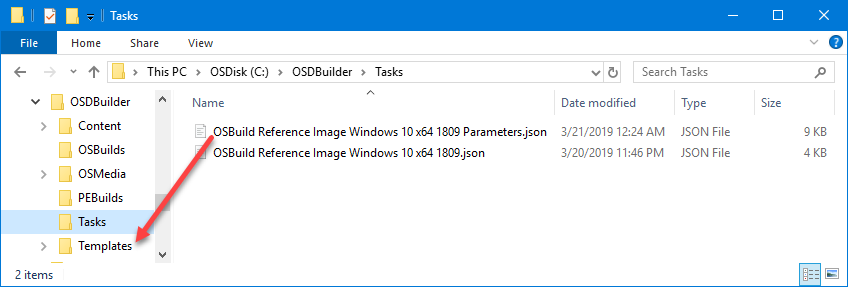 Tasks
File Home Share View
This PC OSDisk (C:) OSDBuilder Tasks Search Tasks
OSDBuilder
Content
OSBuilds
OSMedia
PEBuilds
Tasks
Templates
Name Date modified Type Size
OSBuild Reference Image Windows 10 x64 1809 Parameters.json 3/21/2019 12:24 AM JSON File 9 KB
OSBuild Reference Image Windows 10 x64 1809.json 3/20/2019 11:46 PM JSON File 4 KB
2 items